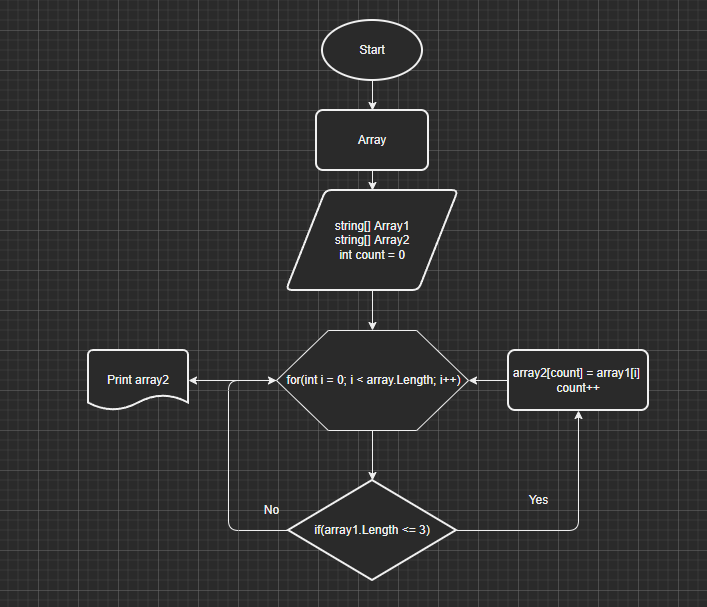 Start
Array
string[] Array1
string[] Array2
int count = 0
Print array2
for(int i = 0; i < array.Length; i++)
array2[count] = array1[i]
count++
No
Yes
if(array1.Length <= 3)